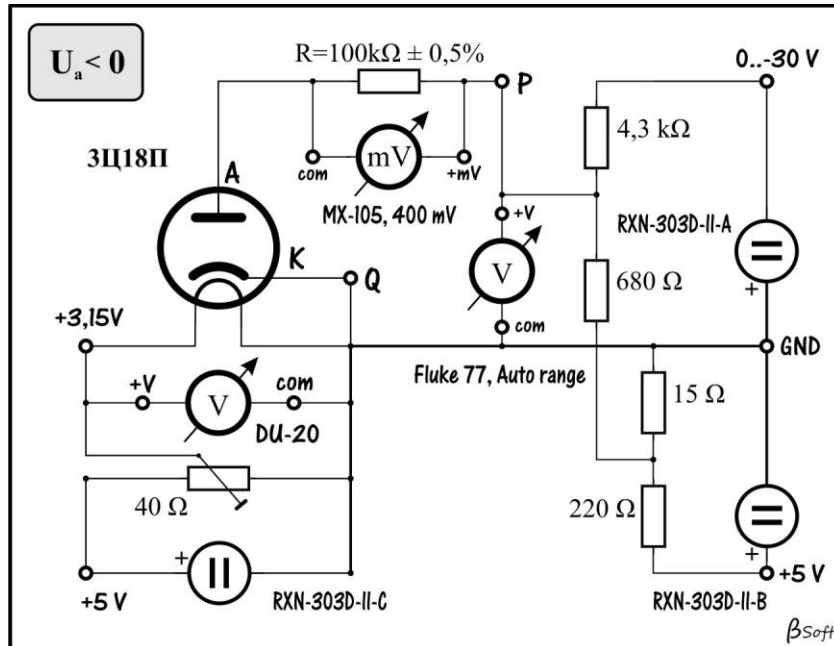 Uₐ < 0
R=100kΩ ± 0,5%
P
0..-30 V
4,3 kΩ
3Ц18П
mV
com
+mV
A
MX-105, 400 mV
+V
RXN-303D-II-A
K
Q
V
680 Ω
+
+3,15V
com
GND
Fluke 77, Auto range
+V
com
15 Ω
V
DU-20
40 Ω
220 Ω
+
+
+5 V
RXN-303D-II-C
RXN-303D-II-B
+5 V
βSoft